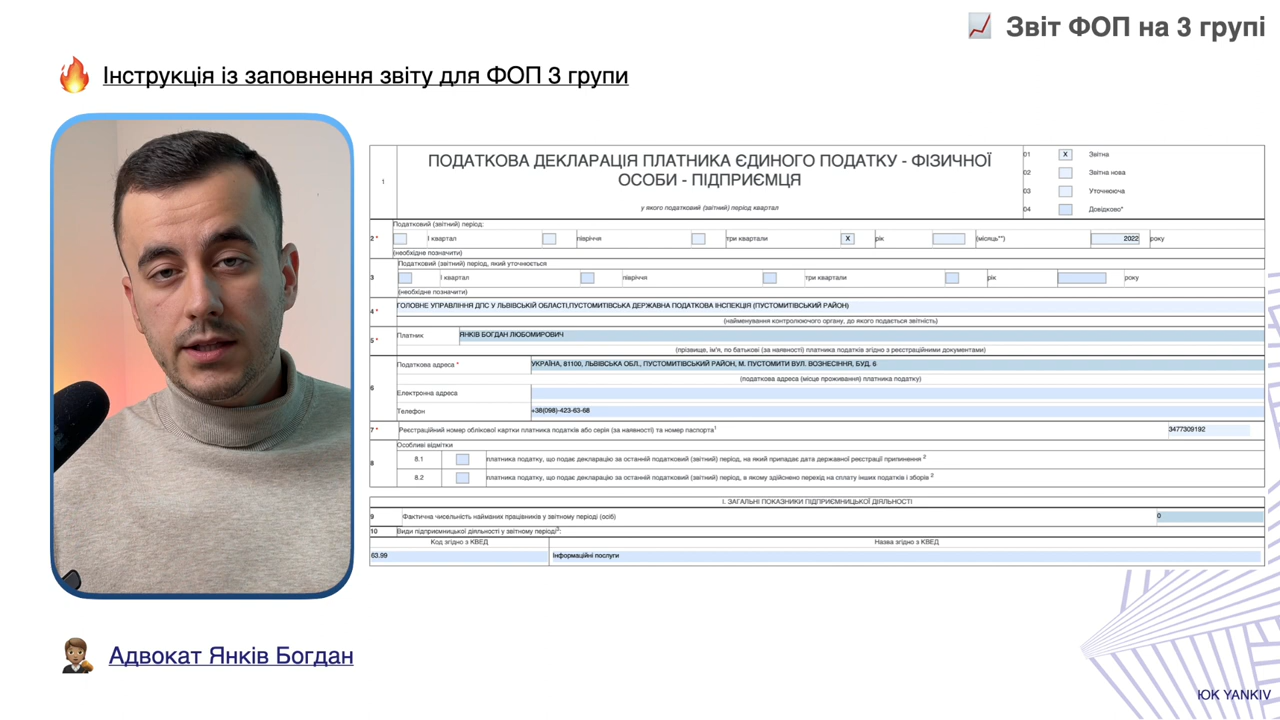 Звіт ФОП на 3 групі
Інструкція із заповнення звіту для ФОП 3 групи
1
ПОДАТКОВА ДЕКЛАРАЦІЯ ПЛАТНИКА ЄДИНОГО ПОДАТКУ - ФІЗИЧНОЇ
ОСОБИ - ПІДПРИЄМЦЯ
у якого податковий (звітний) період квартал
01 X Звітна
02 Звітна нова
03 Уточнююча
04 Довідково*
Податковий (звітний) період:
2 * І квартал півріччя три квартали X рік (місяць**) 2022 року
(необхідне позначити)
Податковий (звітний) період, який уточнюється
3 І квартал півріччя три квартали рік року
(необхідне позначити)
4 * ГОЛОВНЕ УПРАВЛІННЯ ДПС У ЛЬВІВСЬКІЙ ОБЛАСТІ,ПУСТОМИТІВСЬКА ДЕРЖАВНА ПОДАТКОВА ІНСПЕКЦІЯ (ПУСТОМИТІВСЬКИЙ РАЙОН)
(найменування контролюючого органу, до якого подається звітність)
5 * Платник ЯНКІВ БОГДАН ЛЮБОМИРОВИЧ
(прізвище, ім'я, по батькові (за наявності) платника податків згідно з реєстраційними документами)
6 Податкова адреса * УКРАЇНА, 81100, ЛЬВІВСЬКА ОБЛ., ПУСТОМИТІВСЬКИЙ РАЙОН, М. ПУСТОМИТИ ВУЛ. ВОЗНЕСІННЯ, БУД. 6
(податкова адреса (місце проживання) платника податку)
Електронна адреса
Телефон +38(098)-423-63-68
7 * Реєстраційний номер облікової картки платника податків або серія (за наявності) та номер паспорта1 3477309192
Особливі відмітки
8
8.1 платника податку, що подає декларацію за останній податковий (звітний) період, на який припадає дата державної реєстрації припинення 2
8.2 платника податку, що подає декларацію за останній податковий (звітний) період, в якому здійснено перехід на сплату інших податків і зборів 2
І. ЗАГАЛЬНІ ПОКАЗНИКИ ПІДПРИЄМНИЦЬКОЇ ДІЯЛЬНОСТІ
9 Фактична чисельність найманих працівників у звітному періоді (осіб) 0
10 Види підприємницької діяльності у звітному періоді3:
Код згідно з КВЕД Назва згідно з КВЕД
63.99 Інформаційні послуги
Адвокат Янків Богдан
ЮК YANKIV